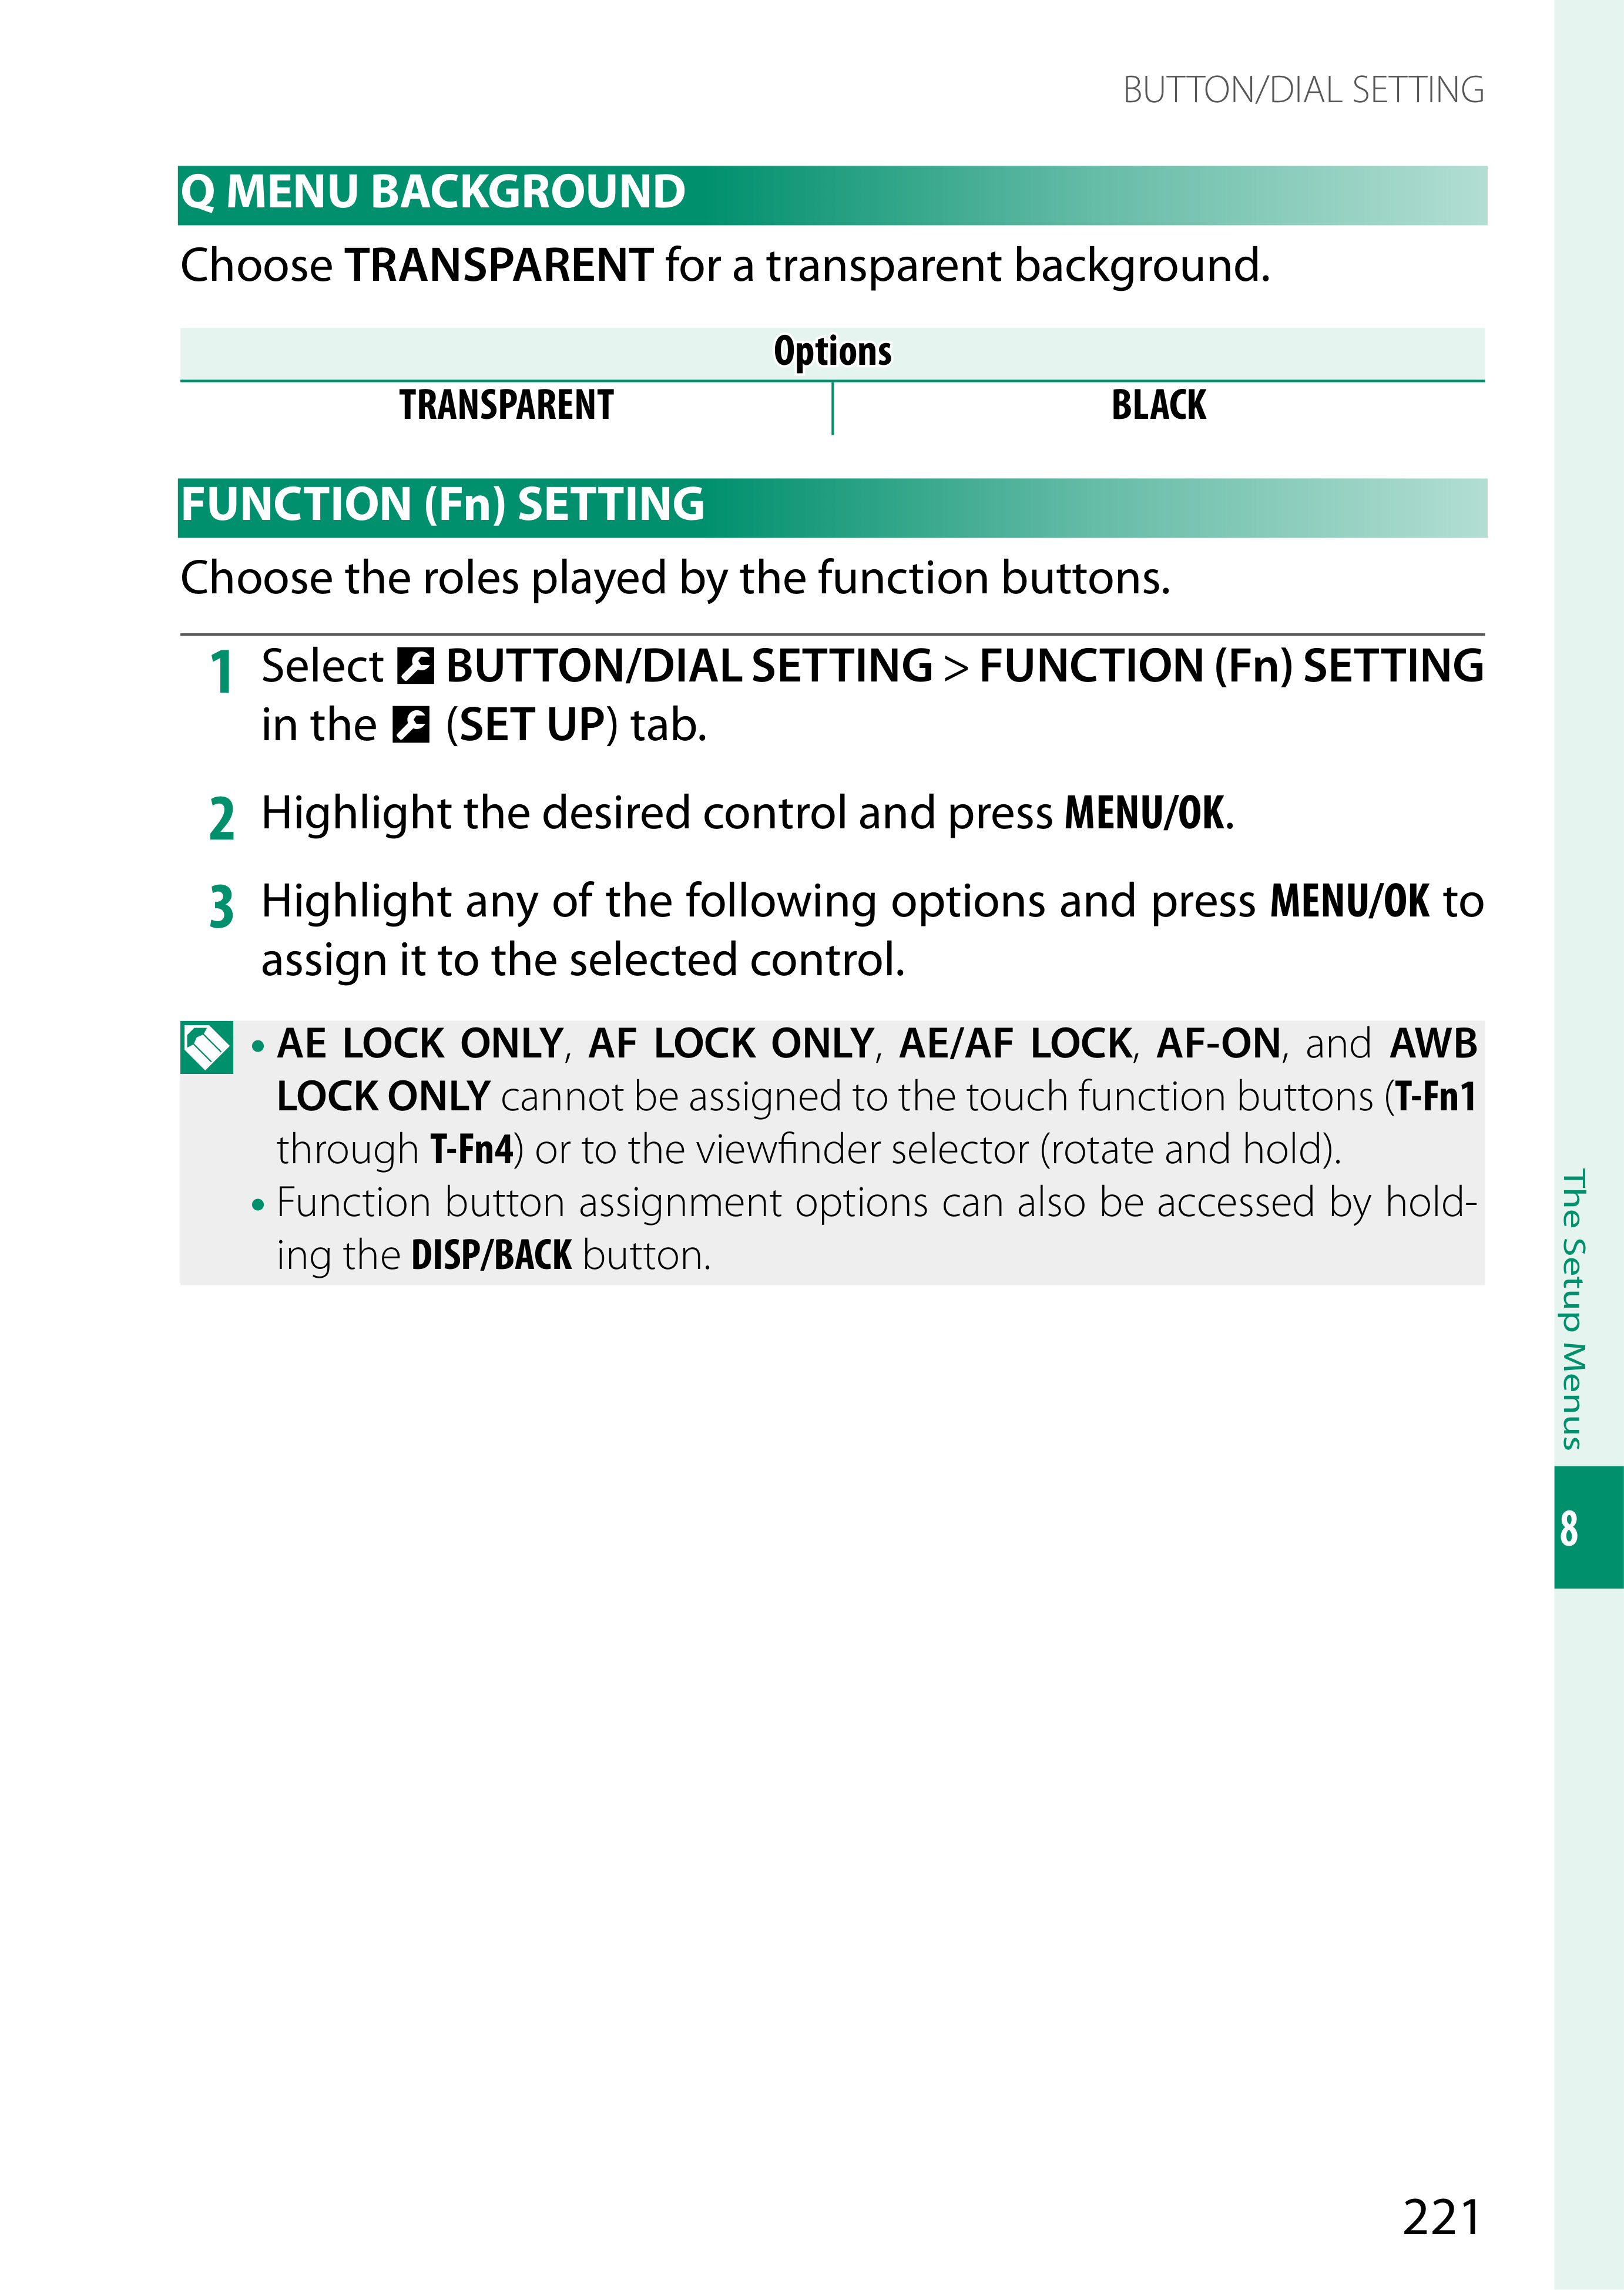 BUTTON/DIAL SETTING
Q MENU BACKGROUND
Choose TRANSPARENT for a transparent background.
Options
TRANSPARENT BLACK
FUNCTION (Fn) SETTING
Choose the roles played by the function buttons.
1 Select BUTTON/DIAL SETTING > FUNCTION (Fn) SETTING
in the (SET UP) tab.
2 Highlight the desired control and press MENU/OK.
3 Highlight any of the following options and press MENU/OK to
assign it to the selected control.
• AE LOCK ONLY, AF LOCK ONLY, AE/AF LOCK, AF-ON, and AWB
LOCK ONLY cannot be assigned to the touch function buttons (T-Fn1
through T-Fn4) or to the viewfinder selector (rotate and hold).
• Function button assignment options can also be accessed by hold-
ing the DISP/BACK button.
The Setup Menus
8
221